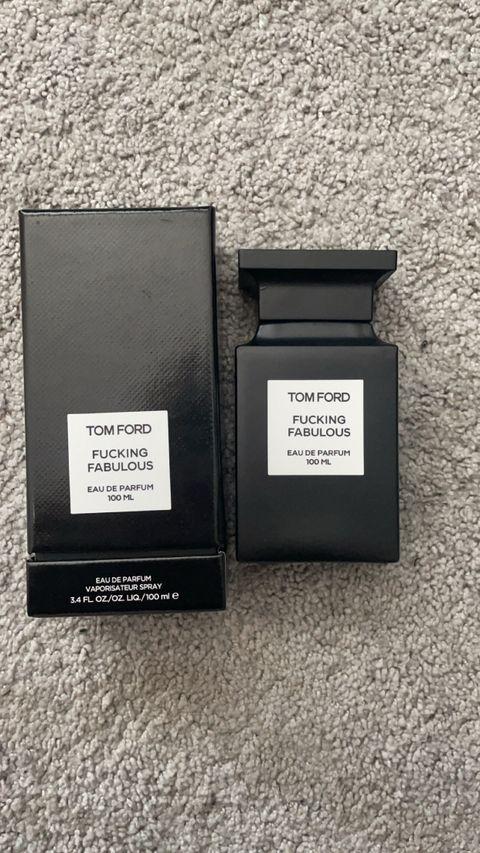 TOM FORD
FUCKING
FABULOUS
EAU DE PARFUM
100 ML
EAU DE PARFUM
VAPORISATEUR SPRAY
3.4 FL. OZ./OZ. LIQ./100 ml ℮
TOM FORD
FUCKING
FABULOUS
EAU DE PARFUM
100 ML